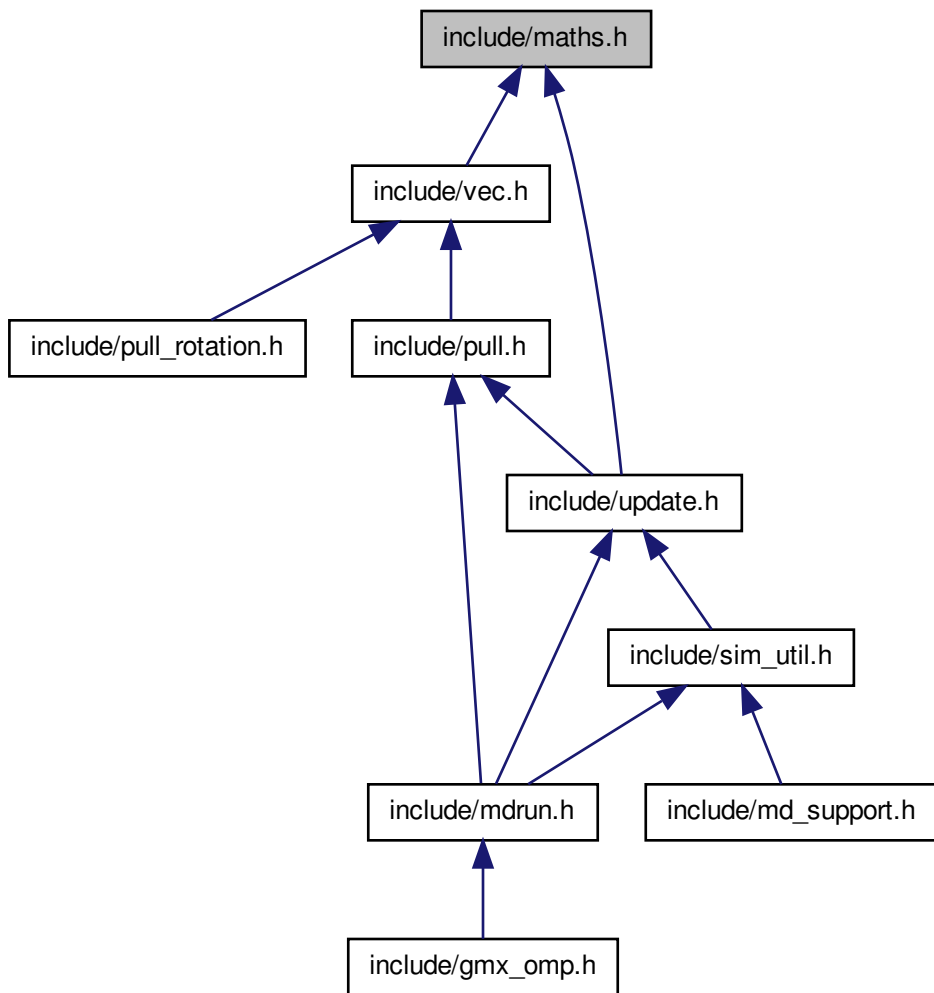 include/maths.h
include/vec.h
include/pull_rotation.h
include/pull.h
include/update.h
include/sim_util.h
include/mdrun.h
include/md_support.h
include/gmx_omp.h